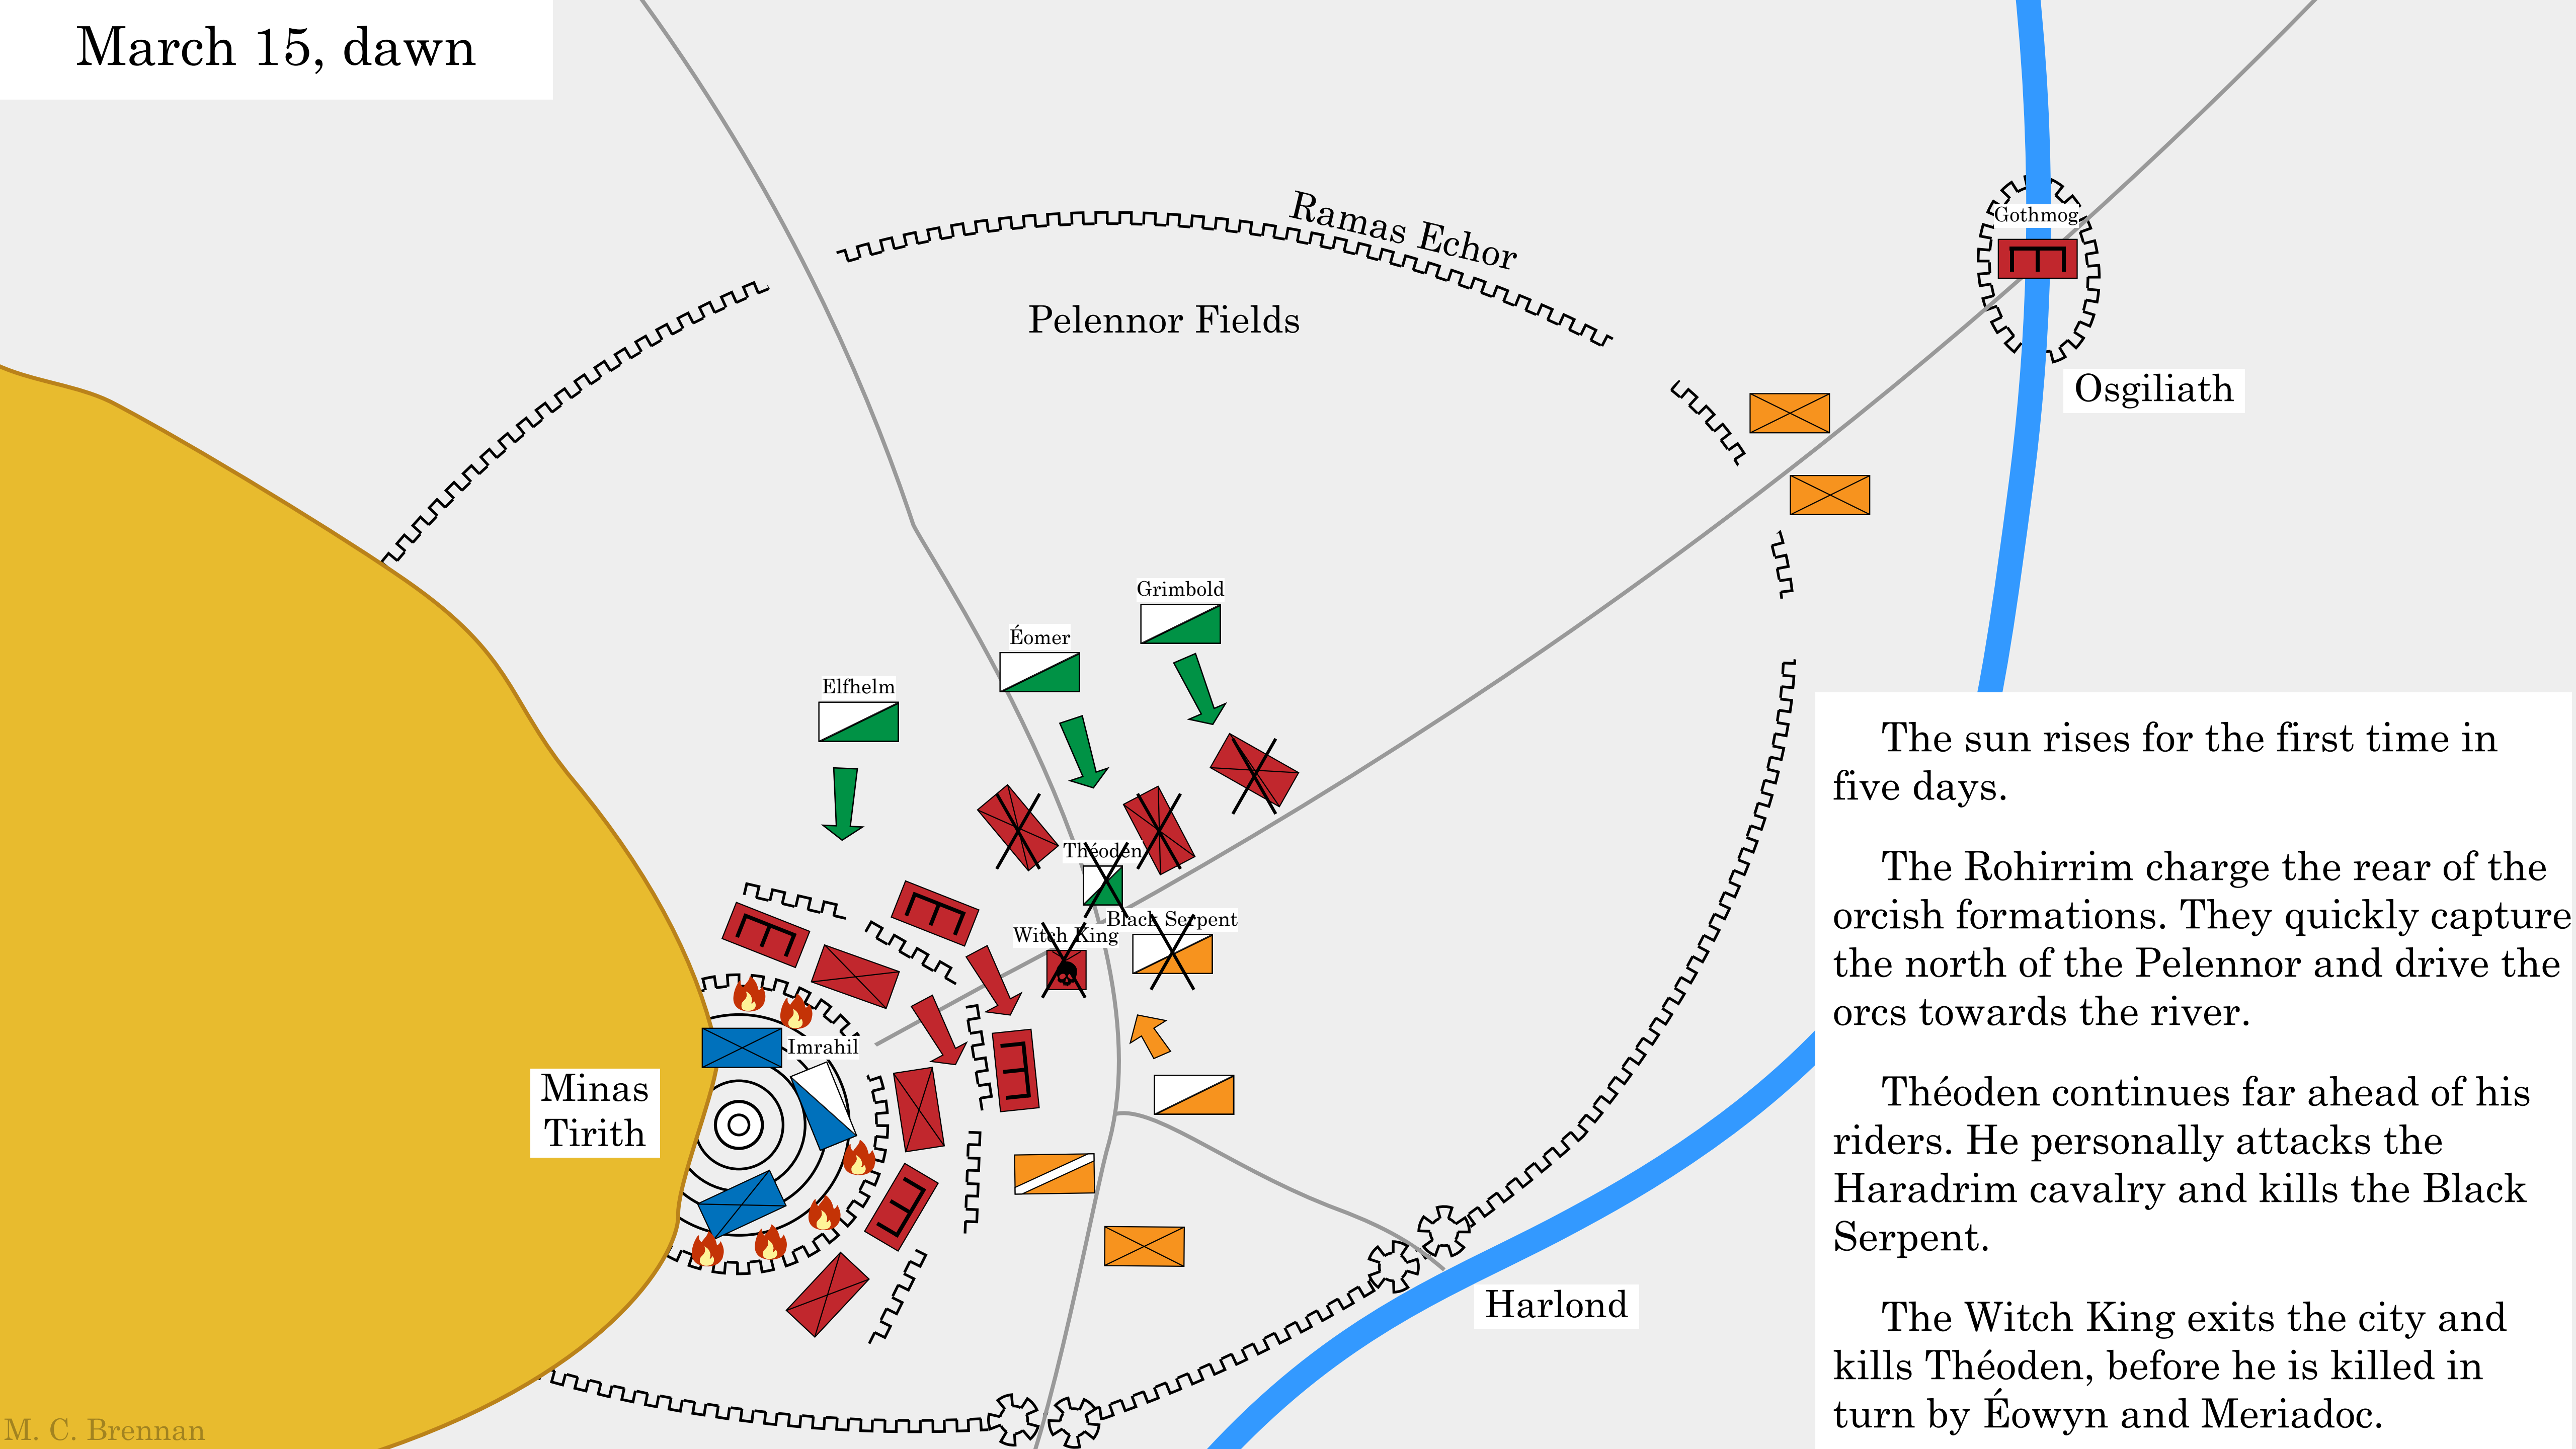 March 15, dawn
Ramas Echor
Pelennor Fields
Gothmog
Osgiliath
Grimbold
Éomer
Elfhelm
Théoden
Black Serpent
Witch King
Imrahil
Minas
Tirith
Harlond
The sun rises for the first time in
five days.
The Rohirrim charge the rear of the
orcish formations. They quickly capture
the north of the Pelennor and drive the
orcs towards the river.
Théoden continues far ahead of his
riders. He personally attacks the
Haradrim cavalry and kills the Black
Serpent.
The Witch King exits the city and
kills Théoden, before he is killed in
turn by Éowyn and Meriadoc.
M. C. Brennan